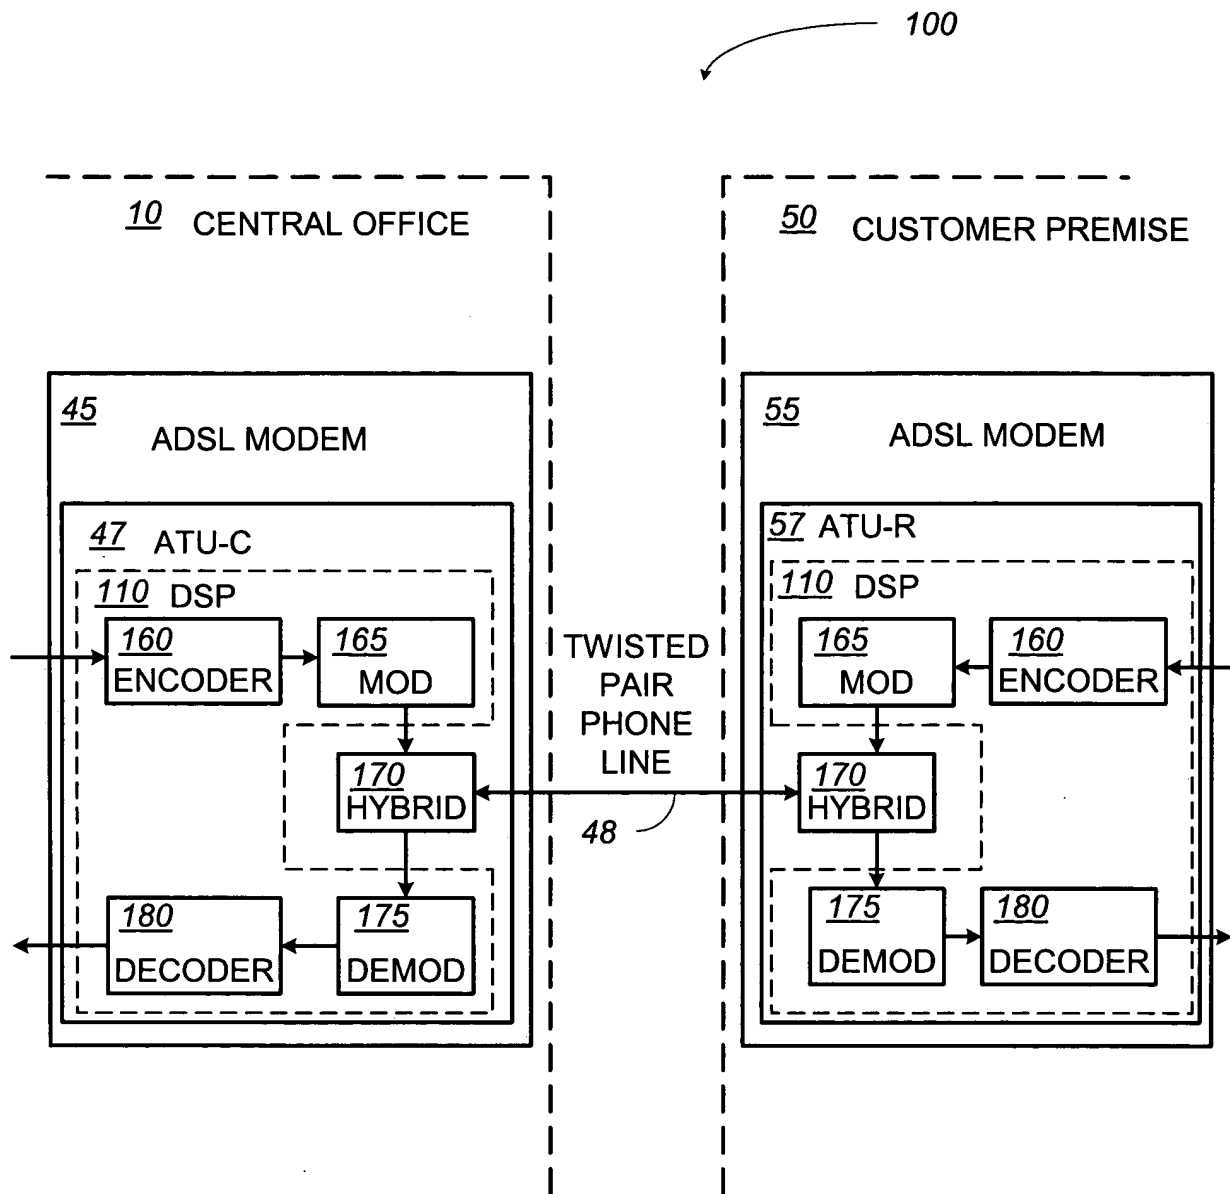 100
10 CENTRAL OFFICE
50 CUSTOMER PREMISE
45
ADSL MODEM
47 ATU-C
110 DSP
160
ENCODER
165
MOD
170
HYBRID
180
DECODER
175
DEMOD
TWISTED
PAIR
PHONE
LINE
48
55
ADSL MODEM
57 ATU-R
110 DSP
165
MOD
160
ENCODER
170
HYBRID
175
DEMOD
180
DECODER